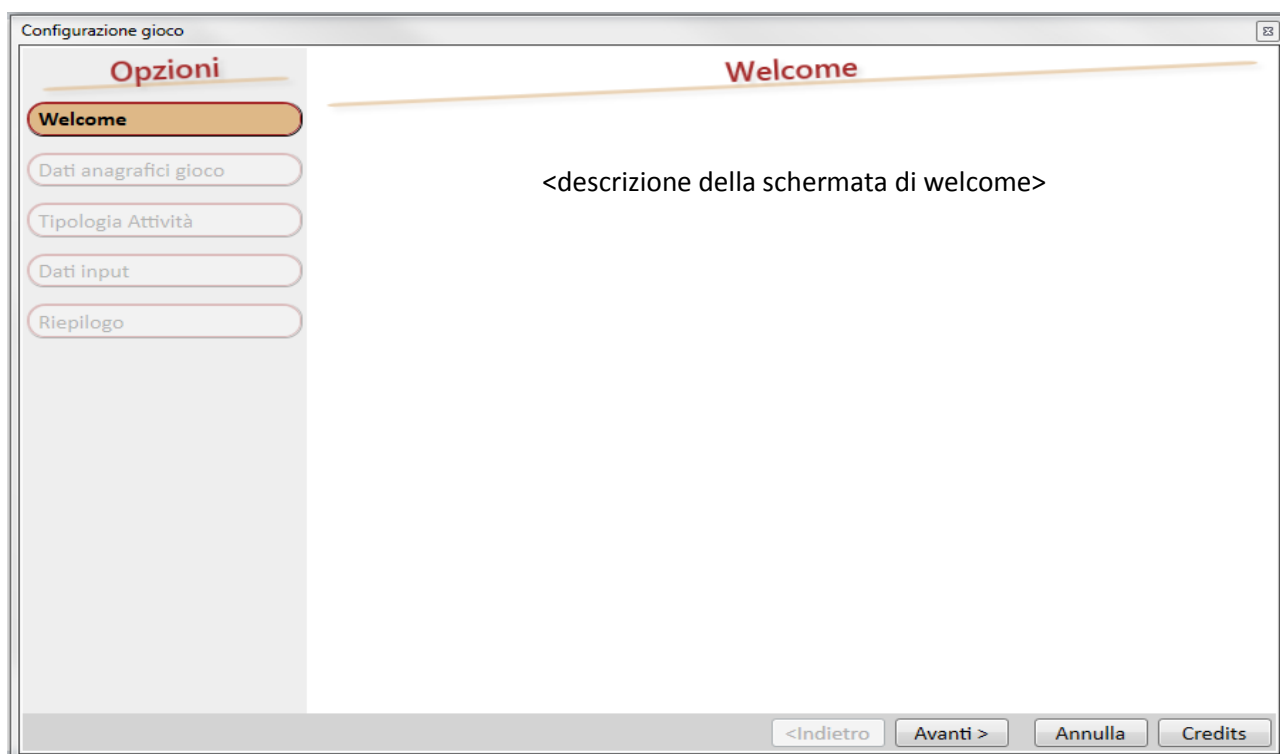 Configurazione gioco
Opzioni
Welcome
Welcome
Dati anagrafici gioco
Tipologia Attività
Dati input
Riepilogo
<descrizione della schermata di welcome>
<Indietro
Avanti >
Annulla
Credits